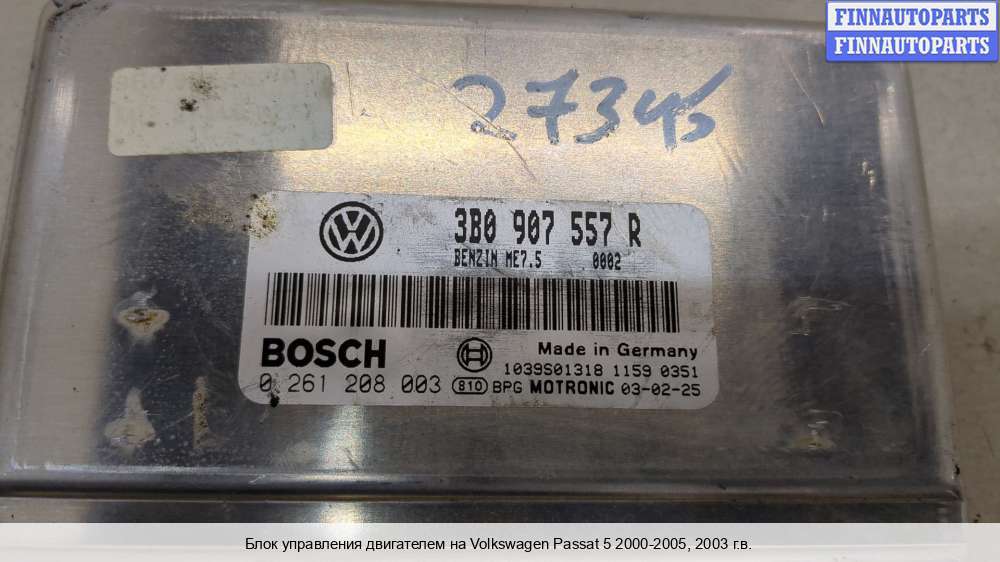 FINNAUTOPARTS
FINNAUTOPARTS
27345
3B0 907 557 R
BENZIN ME7.5 0002
BOSCH
Made in Germany
1039S01318 1159 0351
0 261 208 003 810 BPG MOTRONIC 03-02-25
Блок управления двигателем на Volkswagen Passat 5 2000-2005, 2003 г.в.